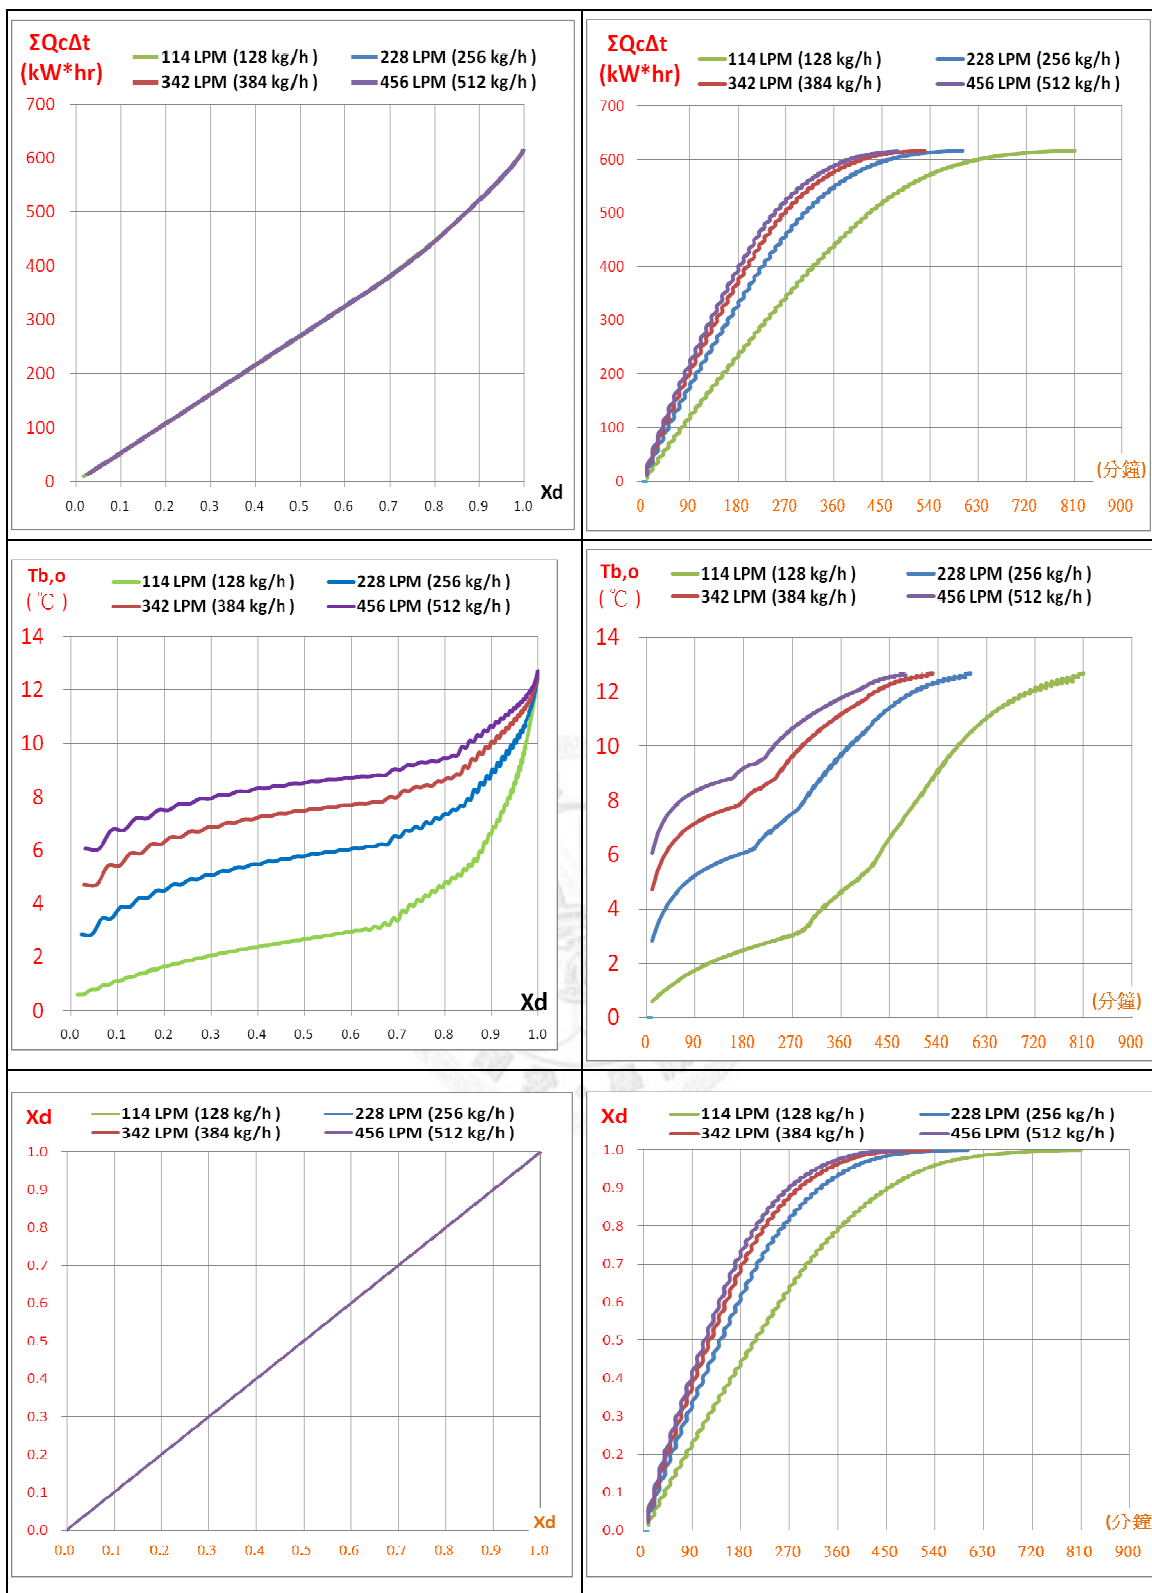 ΣQcΔt
(kW*hr)
114 LPM (128 kg/h )
228 LPM (256 kg/h )
342 LPM (384 kg/h )
456 LPM (512 kg/h )
700
600
500
400
300
200
100
0
0.0 0.1 0.2 0.3 0.4 0.5 0.6 0.7 0.8 0.9 1.0
Xd
ΣQcΔt
(kW*hr)
114 LPM (128 kg/h )
228 LPM (256 kg/h )
342 LPM (384 kg/h )
456 LPM (512 kg/h )
700
600
500
400
300
200
100
0
(分鐘)
0 90 180 270 360 450 540 630 720 810 900
Tb,o
(℃)
114 LPM (128 kg/h )
228 LPM (256 kg/h )
342 LPM (384 kg/h )
456 LPM (512 kg/h )
14
12
10
8
6
4
2
0
Xd
0.0 0.1 0.2 0.3 0.4 0.5 0.6 0.7 0.8 0.9 1.0
Tb,o
(℃)
114 LPM (128 kg/h )
228 LPM (256 kg/h )
342 LPM (384 kg/h )
456 LPM (512 kg/h )
14
12
10
8
6
4
2
0
(分鐘)
0 90 180 270 360 450 540 630 720 810 900
Xd
114 LPM (128 kg/h )
228 LPM (256 kg/h )
342 LPM (384 kg/h )
456 LPM (512 kg/h )
1.0
0.9
0.8
0.7
0.6
0.5
0.4
0.3
0.2
0.1
0.0
Xd
0.0 0.1 0.2 0.3 0.4 0.5 0.6 0.7 0.8 0.9 1.0
Xd
114 LPM (128 kg/h )
228 LPM (256 kg/h )
342 LPM (384 kg/h )
456 LPM (512 kg/h )
1.0
0.9
0.8
0.7
0.6
0.5
0.4
0.3
0.2
0.1
0.0
(分鐘
0 90 180 270 360 450 540 630 720 810 900